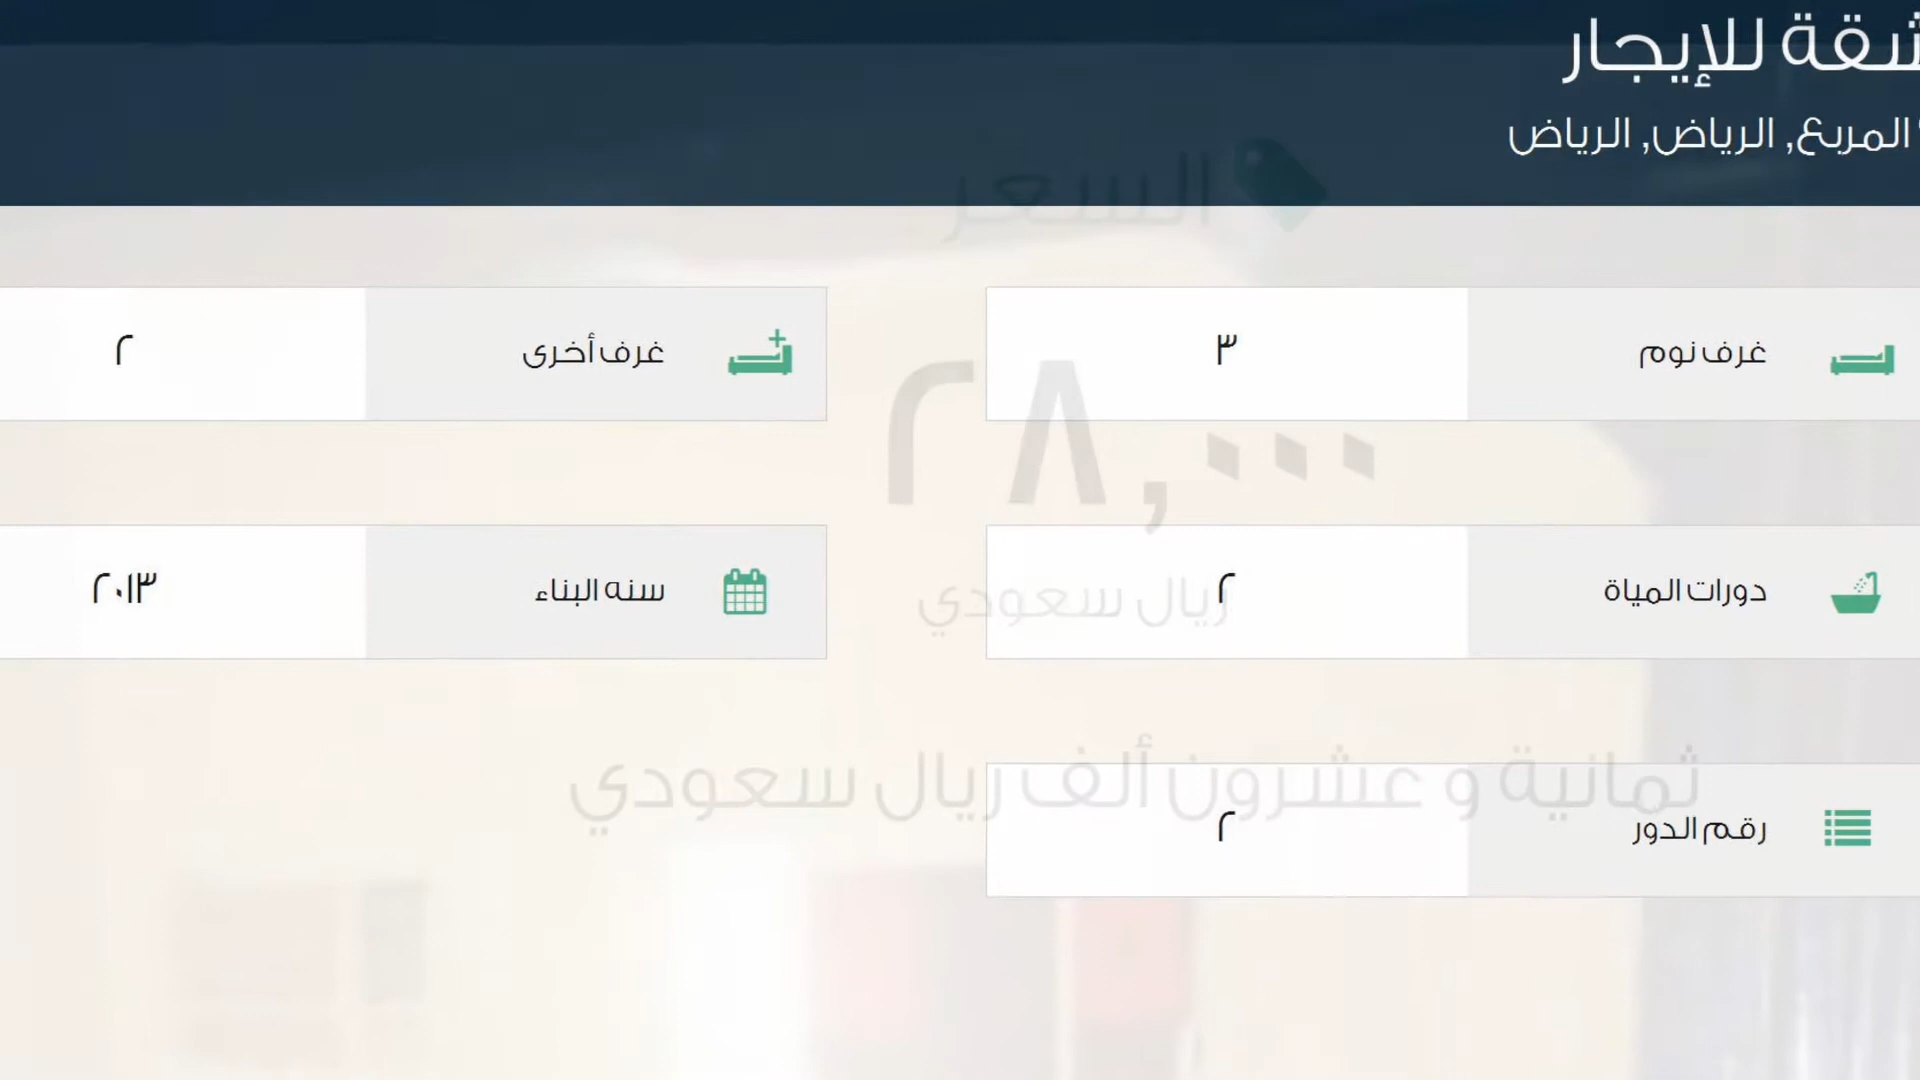 شقة للإيجار
المربع, الرياض, الرياض
السعر
غرف نوم ٣
غرف أخرى ٢
٢٨,٠٠٠
دورات المياة ٢
سنه البناء ٢٠١٣
ريال سعودي
ثمانية و عشرون ألف ريال سعودي
رقم الدور ٢